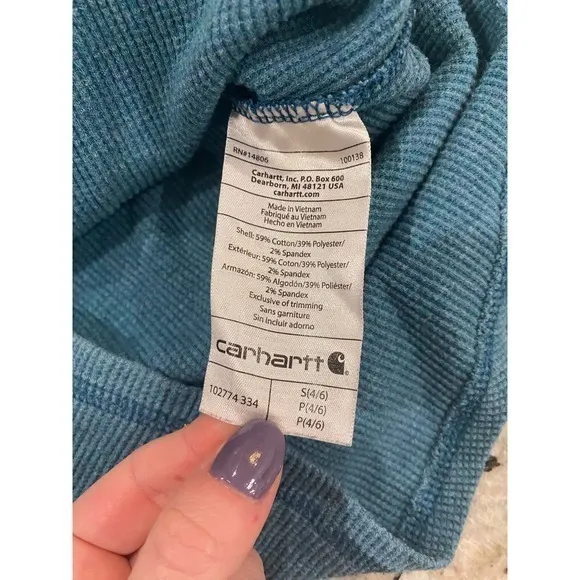 RN#14806 100138
Carhartt, Inc. P.O. Box 600
Dearborn, MI 48121 USA
carhartt.com
Made in Vietnam
Fabriqué au Vietnam
Hecho en Vietnam
Shell: 59% Cotton/39% Polyester/
2% Spandex
Extérieur: 59% Coton/39% Polyester/
2% Spandex
Armazón: 59% Algodón/39% Poliéster/
2% Spandex
Exclusive of trimming
Sans garniture
Sin incluir adorno
carhartt
102774 334
S(4/6)
P(4/6)
P(4/6)